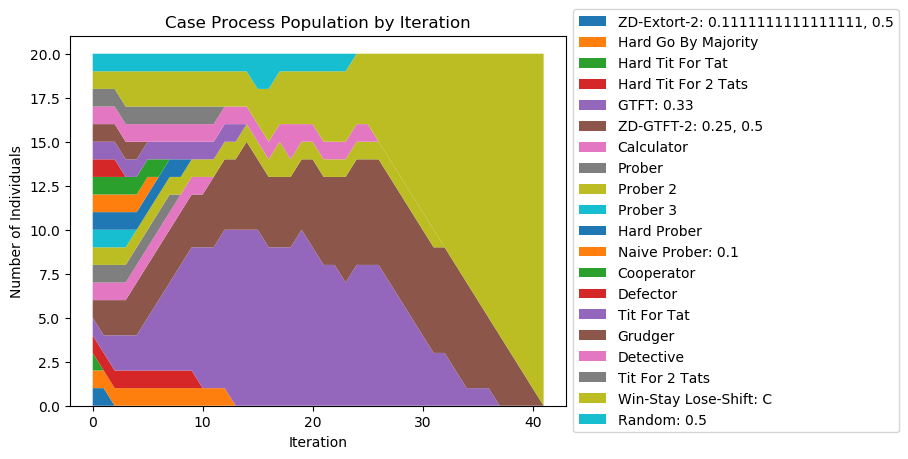 Case Process Population by Iteration
20.0
17.5
15.0
12.5
10.0
7.5
5.0
2.5
0.0
Number of Individuals
0
10
20
30
40
Iteration
ZD-Extort-2: 0.1111111111111111, 0.5
Hard Go By Majority
Hard Tit For Tat
Hard Tit For 2 Tats
GTFT: 0.33
ZD-GTFT-2: 0.25, 0.5
Calculator
Prober
Prober 2
Prober 3
Hard Prober
Naive Prober: 0.1
Cooperator
Defector
Tit For Tat
Grudger
Detective
Tit For 2 Tats
Win-Stay Lose-Shift: C
Random: 0.5